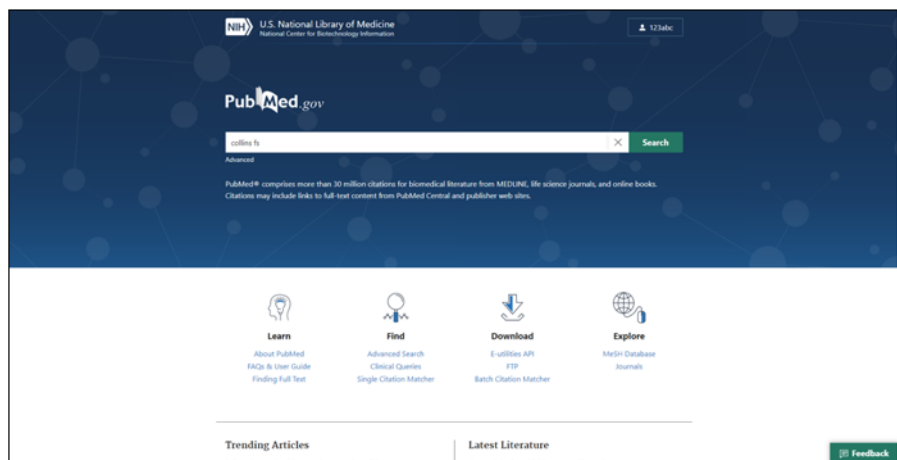 NIH U.S. National Library of Medicine
National Center for Biotechnology Information
123abc
PubMed.gov
collins fs
Search
Advanced
PubMed® comprises more than 30 million citations for biomedical literature from MEDLINE, life science journals, and online books.
Citations may include links to full-text content from PubMed Central and publisher web sites.
Learn
About PubMed
FAQs & User Guide
Finding Full Text
Find
Advanced Search
Clinical Queries
Single Citation Matcher
Download
E-utilities API
FTP
Batch Citation Matcher
Explore
MeSH Database
Journals
Trending Articles
Latest Literature
Feedback